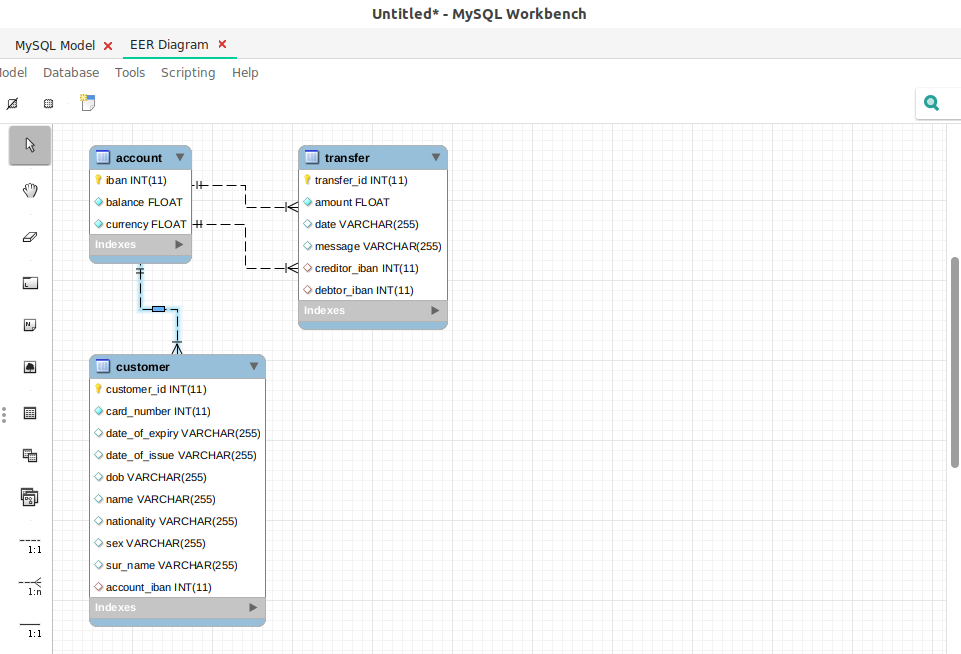 Untitled* - MySQL Workbench
MySQL Model
EER Diagram
odel Database Tools Scripting Help
account
iban INT(11)
balance FLOAT
currency FLOAT
Indexes
transfer
transfer_id INT(11)
amount FLOAT
date VARCHAR(255)
message VARCHAR(255)
creditor_iban INT(11)
debtor_iban INT(11)
Indexes
customer
customer_id INT(11)
card_number INT(11)
date_of_expiry VARCHAR(255)
date_of_issue VARCHAR(255)
dob VARCHAR(255)
name VARCHAR(255)
nationality VARCHAR(255)
sex VARCHAR(255)
sur_name VARCHAR(255)
account_iban INT(11)
Indexes
1:1
1:n
1:1